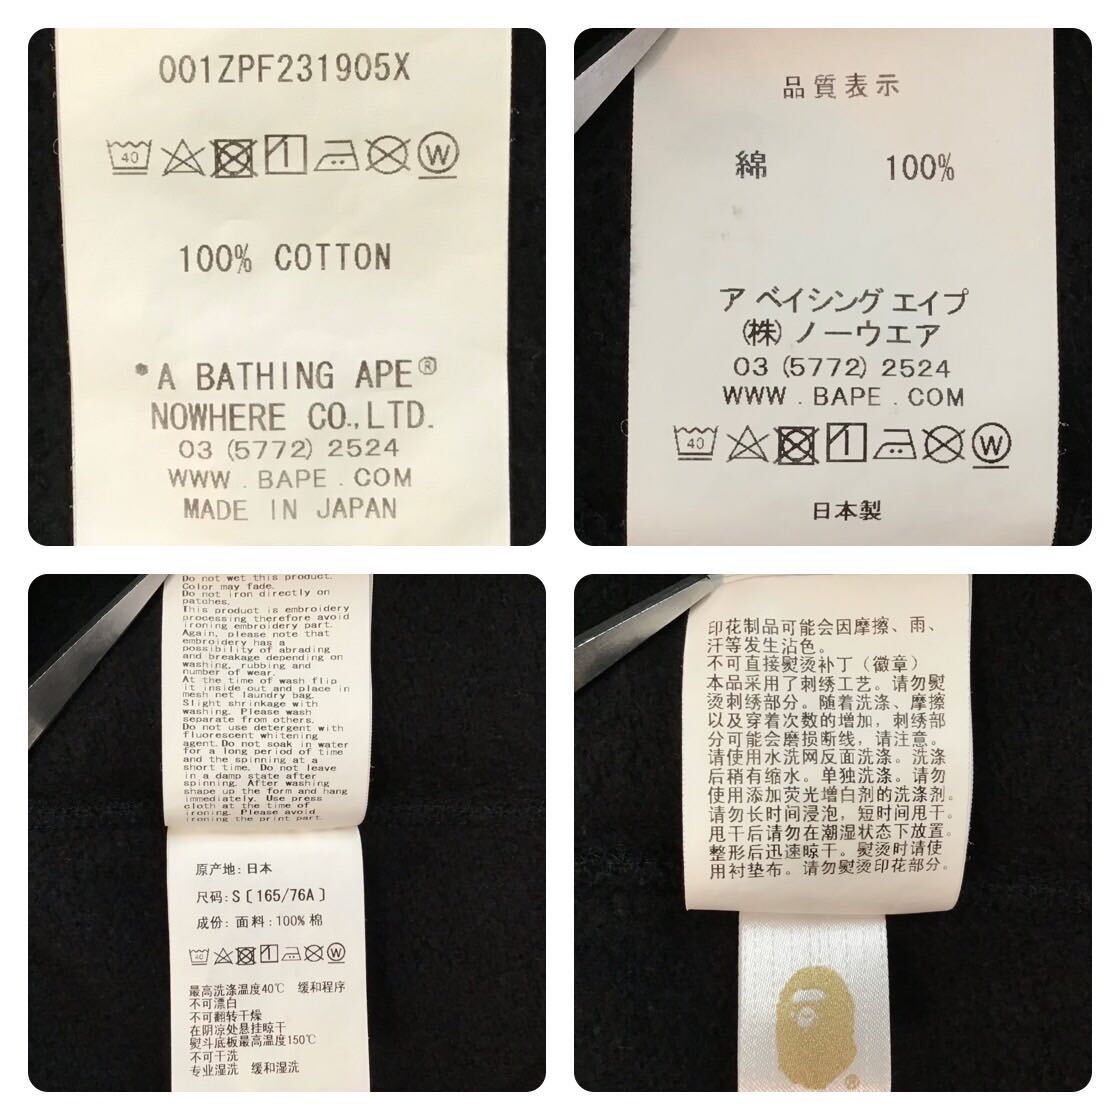 001ZPF231905X
40
W
100% COTTON
*A BATHING APE®
NOWHERE CO.,LTD.
03 (5772) 2524
WWW . BAPE . COM
MADE IN JAPAN
品質表示
綿 100%
ア ベイシング エイプ
(株) ノーウエア
03 (5772) 2524
WWW . BAPE . COM
40
W
日本製
Do not wet this product.
Color may fade.
Do not iron directly on
patches.
This product is embroidery
processing therefore avoid
ironing embroidery part.
Again, please note that
embroidery has a
possibility of abrading
and breakage depending on
washing, rubbing and
number of wear.
At the time of wash flip
it inside out and place in
mesh net laundry bag.
Slight shrinkage with
washing. Please wash
separate from others.
Do not use detergent with
fluorescent whitening
agent.Do not soak in water
for a long period of time
and the spinning at a
short time. Do not leave
in a damp state after
spinning. After washing
shape up the form and hang
immediately. Use press
cloth at the time of
ironing. Please avoid
ironing the print part.
原产地: 日本
尺码: S [165/76A]
成份: 面料: 100% 棉
40
W
最高洗涤温度40℃ 缓和程序
不可漂白
不可翻转干燥
在阴凉处悬挂晾干
熨斗底板最高温度150℃
不可干洗
专业湿洗 缓和湿洗
印花制品可能会因摩擦、雨、
汗等发生沾色。
不可直接熨烫补丁（徽章）
本品采用了刺绣工艺。请勿熨
烫刺绣部分。随着洗涤、摩擦
以及穿着次数的增加，刺绣部
分可能会磨损断线，请注意。
请使用水洗网反面洗涤。洗涤
后稍有缩水。单独洗涤。请勿
使用添加荧光增白剂的洗涤剂。
请勿长时间浸泡，短时间甩干。
甩干后请勿在潮湿状态下放置。
整形后迅速晾干。熨烫时请使
用衬垫布。请勿熨烫印花部分。
®